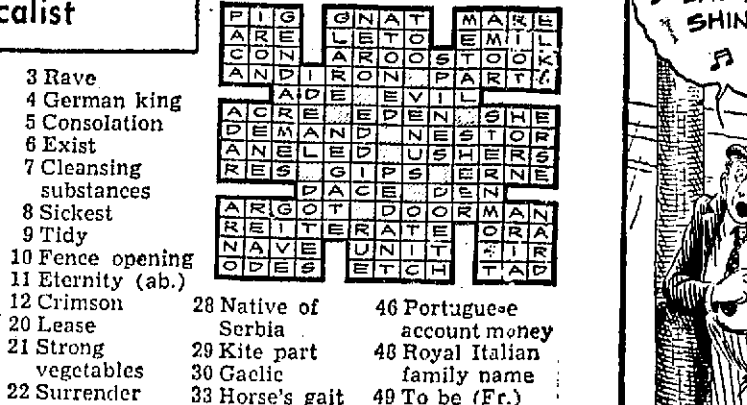 calist
PIG GNAT MARE
ARE LETO EMIL
CON AROOSTOOK
ANDIRON PARTY
ADE EVIL
ACRE EDEN SHE
DEMAND NESTOR
ANELED USHERS
RES GIPS ERNE
DACE DEN
ARGOT DOORMAN
REITERATE ORA
NAVE UNIT SIR
ODES ETCH TAD
3 Rave
4 German king
5 Consolation
6 Exist
7 Cleansing
substances
8 Sickest
9 Tidy
10 Fence opening
11 Eternity (ab.)
12 Crimson
20 Lease
21 Strong
vegetables
22 Surrender
28 Native of
Serbia
29 Kite part
30 Gaelic
33 Horse's gait
46 Portuguese
account money
48 Royal Italian
family name
49 To be (Fr.)
SHIN